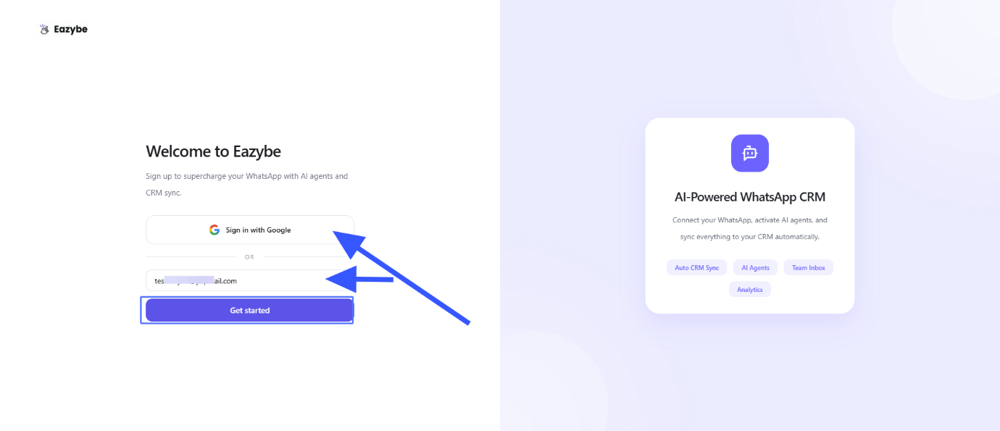 Eazybe
Welcome to Eazybe
Sign up to supercharge your WhatsApp with AI agents and
CRM sync.
Sign in with Google
OR
tes ail.com
Get started
AI-Powered WhatsApp CRM
Connect your WhatsApp, activate AI agents, and
sync everything to your CRM automatically.
Auto CRM Sync
AI Agents
Team Inbox
Analytics